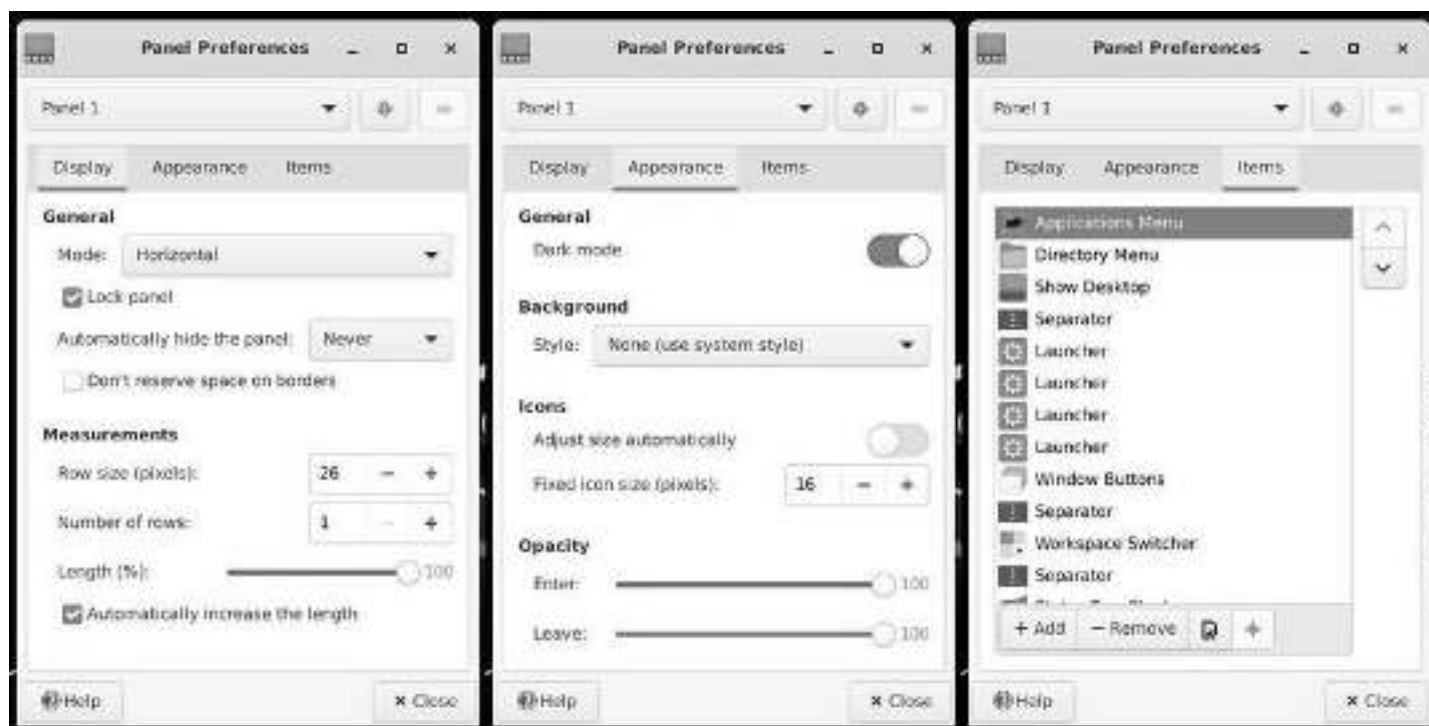 Panel Preferences
Panel 1
Display Appearance Items
General
Mode: Horizontal
Lock panel
Automatically hide the panel: Never
Don't reserve space on borders
Measurements
Row size (pixels): 26
Number of rows: 1
Length (%): 100
Automatically increase the length
Help Close
Panel Preferences
Panel 1
Display Appearance Items
General
Dark mode
Background
Style: None (use system style)
Icons
Adjust size automatically
Fixed icon size (pixels): 16
Opacity
Enter: 100
Leave: 100
Help Close
Panel Preferences
Panel 1
Display Appearance Items
Applications Menu
Directory Menu
Show Desktop
Separator
Launcher
Launcher
Launcher
Launcher
Window Buttons
Separator
Workspace Switcher
Separator
+ Add − Remove
Help Close